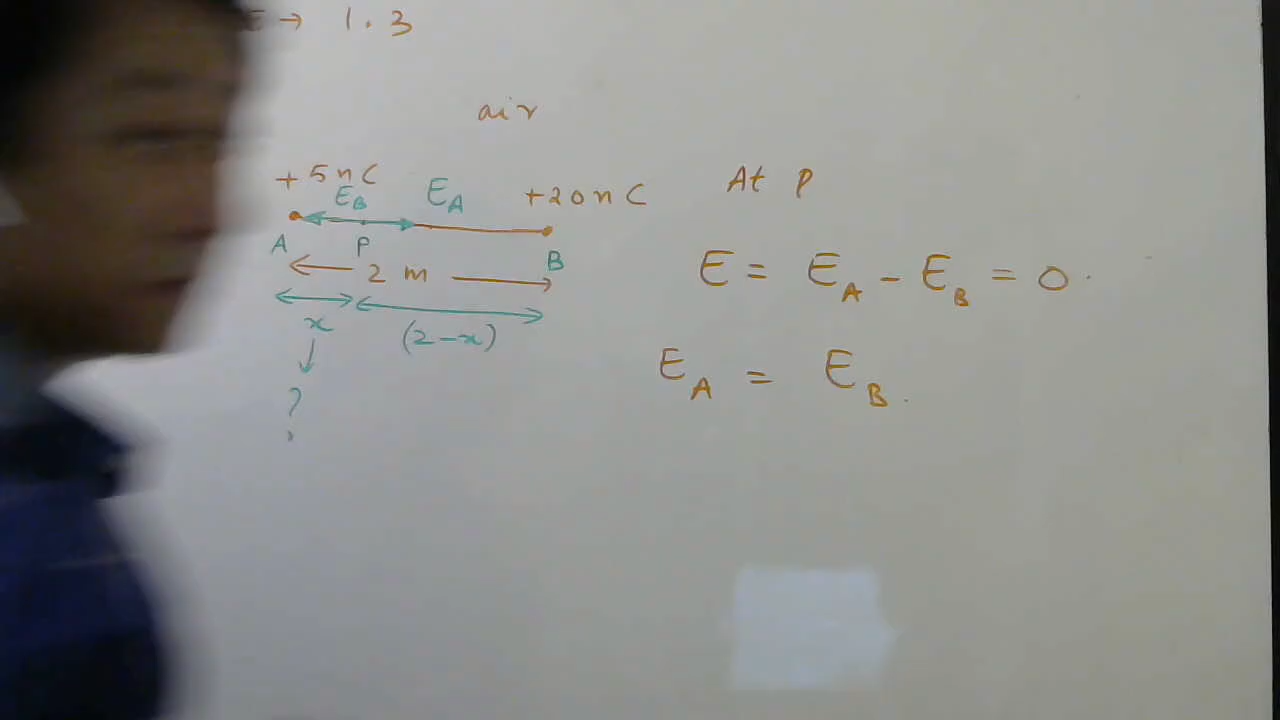 → 1.3
air
+5nC
E_B E_A +20nC
A P B
2 m
x (2-x)
↓
?
At P
E = E_A - E_B = 0.
E_A = E_B.